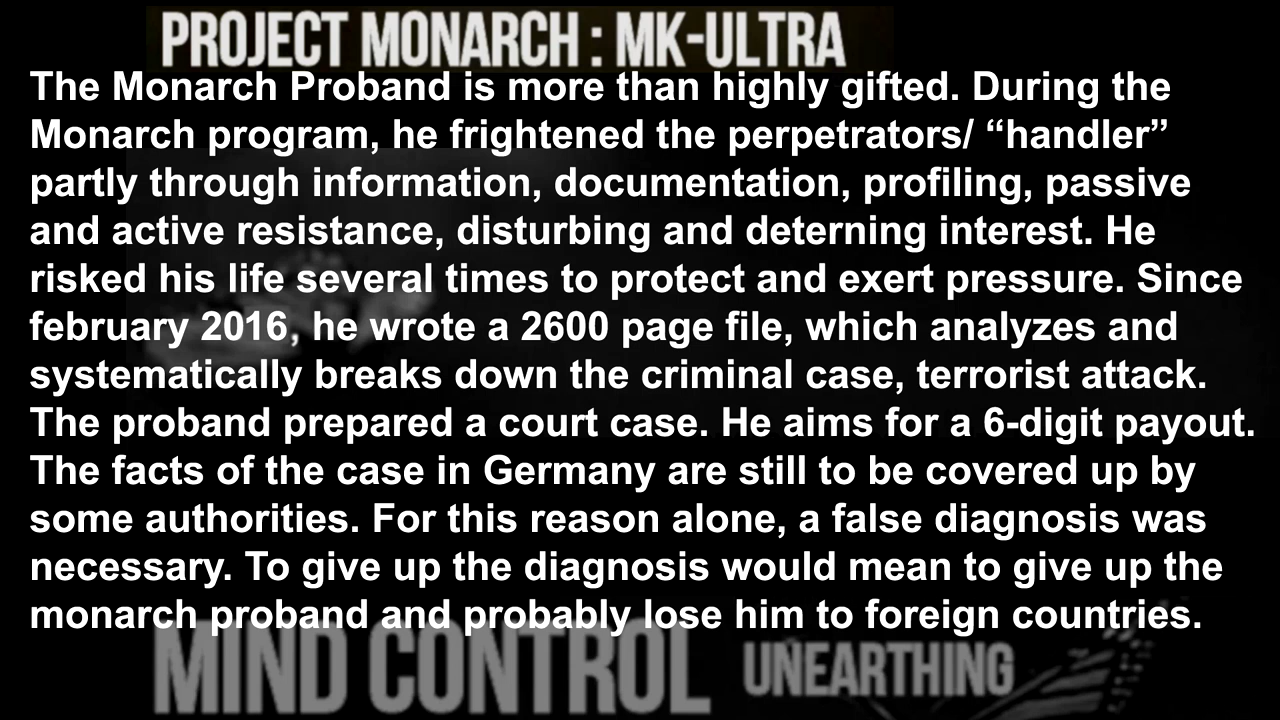 PROJECT MONARCH : MK-ULTRA
The Monarch Proband is more than highly gifted. During the
Monarch program, he frightened the perpetrators/ “handler”
partly through information, documentation, profiling, passive
and active resistance, disturbing and deterning interest. He
risked his life several times to protect and exert pressure. Since
february 2016, he wrote a 2600 page file, which analyzes and
systematically breaks down the criminal case, terrorist attack.
The proband prepared a court case. He aims for a 6-digit payout.
The facts of the case in Germany are still to be covered up by
some authorities. For this reason alone, a false diagnosis was
necessary. To give up the diagnosis would mean to give up the
monarch proband and probably lose him to foreign countries.
MIND CONTROL UNEARTHING